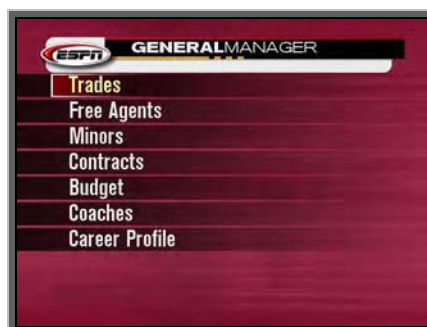 ESPN GENERALMANAGER
Trades
Free Agents
Minors
Contracts
Budget
Coaches
Career Profile